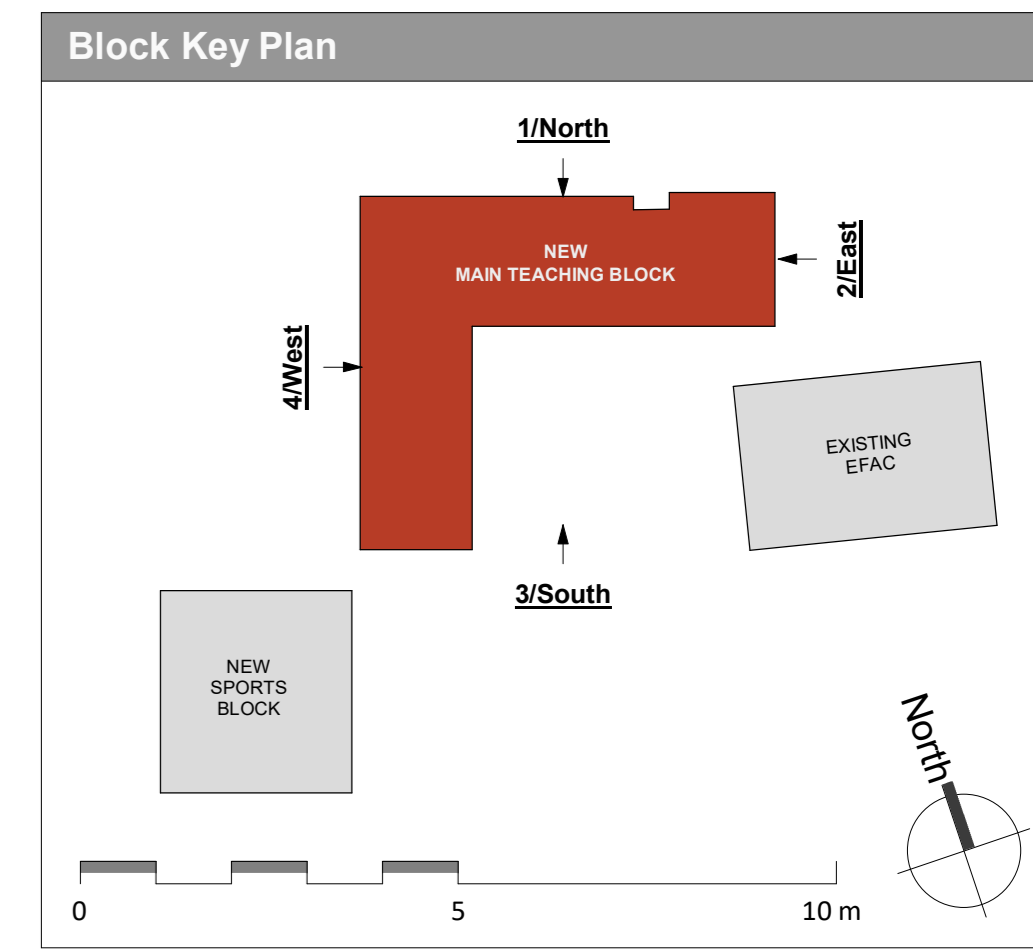 Block Key Plan
1/North
NEW
MAIN TEACHING BLOCK
2/East
4/West
EXISTING
EFAC
3/South
NEW
SPORTS
BLOCK
North
0
5
10 m